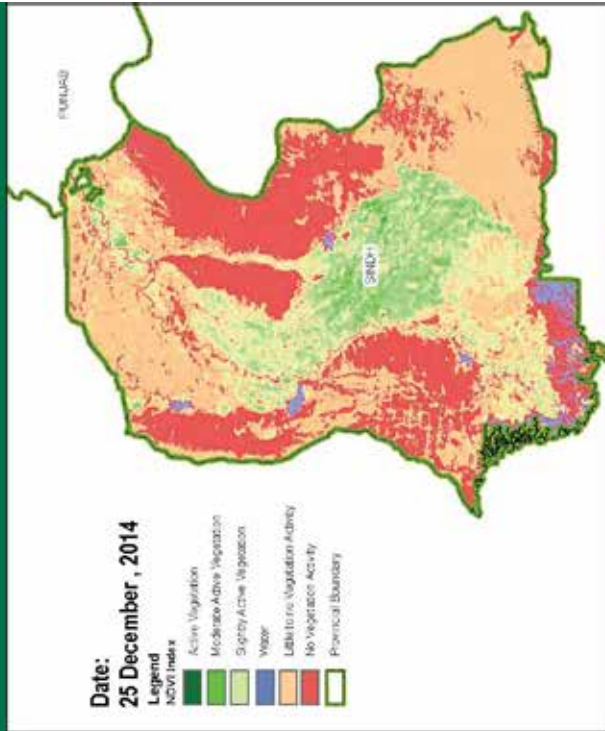 PUNJAB
SINDH
Date:
25 December , 2014
Legend
NDVI Index
Active Vegetation
Moderate Active Vegetation
Slightly Active Vegetation
Water
Little to no Vegetation Activity
No Vegetation Activity
Provincial Boundary